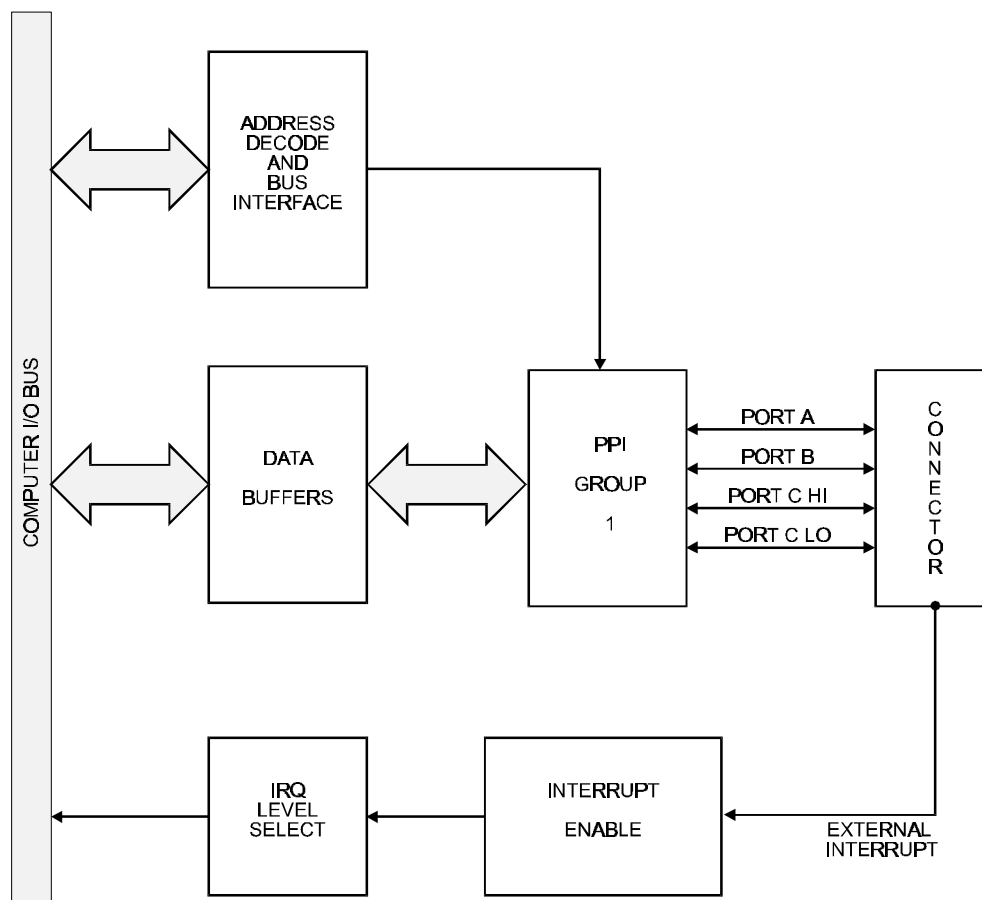 COMPUTER I/O BUS
ADDRESS
DECODE
AND
BUS
INTERFACE
DATA
BUFFERS
PPI
GROUP
1
PORT A
PORT B
PORT C HI
PORT C LO
CONNECTOR
IRQ
LEVEL
SELECT
INTERRUPT
ENABLE
EXTERNAL
INTERRUPT